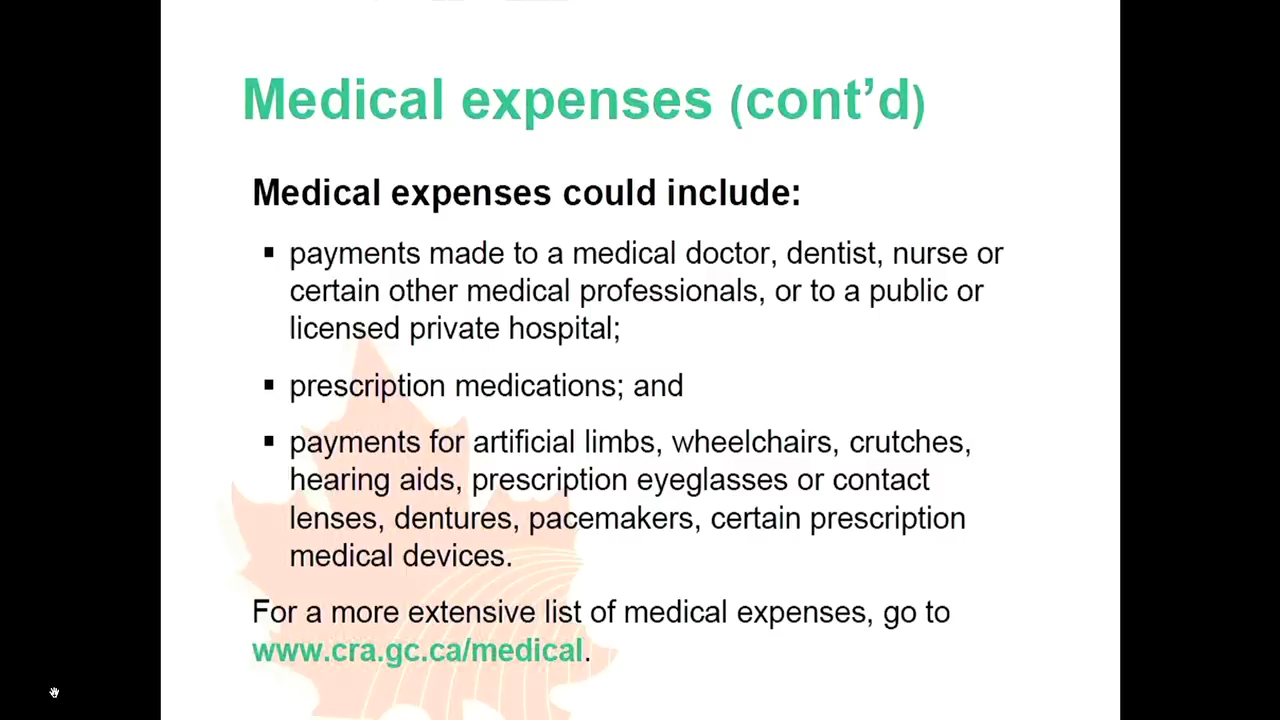 Medical expenses (cont’d)
Medical expenses could include:
▪ payments made to a medical doctor, dentist, nurse or
certain other medical professionals, or to a public or
licensed private hospital;
▪ prescription medications; and
▪ payments for artificial limbs, wheelchairs, crutches,
hearing aids, prescription eyeglasses or contact
lenses, dentures, pacemakers, certain prescription
medical devices.
For a more extensive list of medical expenses, go to
www.cra.gc.ca/medical.